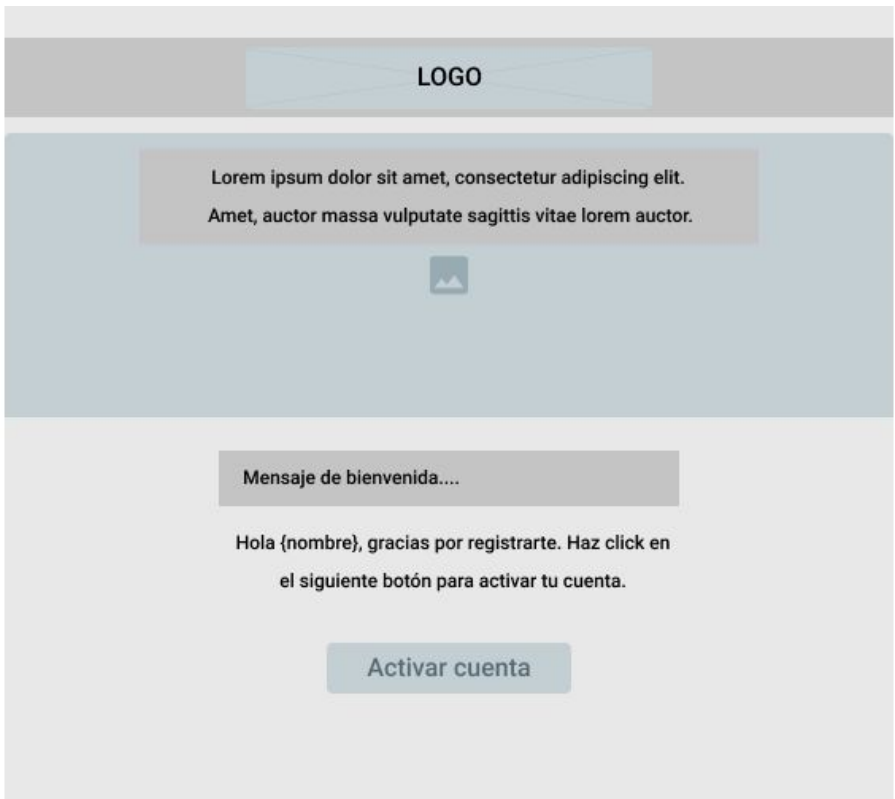 LOGO
Lorem ipsum dolor sit amet, consectetur adipiscing elit.
Amet, auctor massa vulputate sagittis vitae lorem auctor.
Mensaje de bienvenida....
Hola {nombre}, gracias por registrarte. Haz click en
el siguiente botón para activar tu cuenta.
Activar cuenta